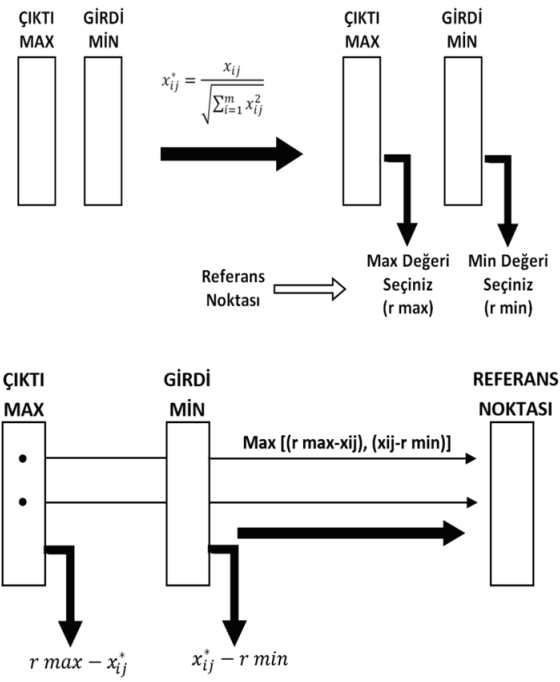 ÇIKTI GİRDİ
MAX MİN
x*ij = xij / √(∑ᵐi=1 x²ij)
ÇIKTI GİRDİ
MAX MİN
Referans
Noktası
Max Değeri
Seçiniz
(r max)
Min Değeri
Seçiniz
(r min)
ÇIKTI GİRDİ REFERANS
MAX MİN NOKTASI
Max [(r max-xij), (xij-r min)]
r max − x*ij
x*ij − r min